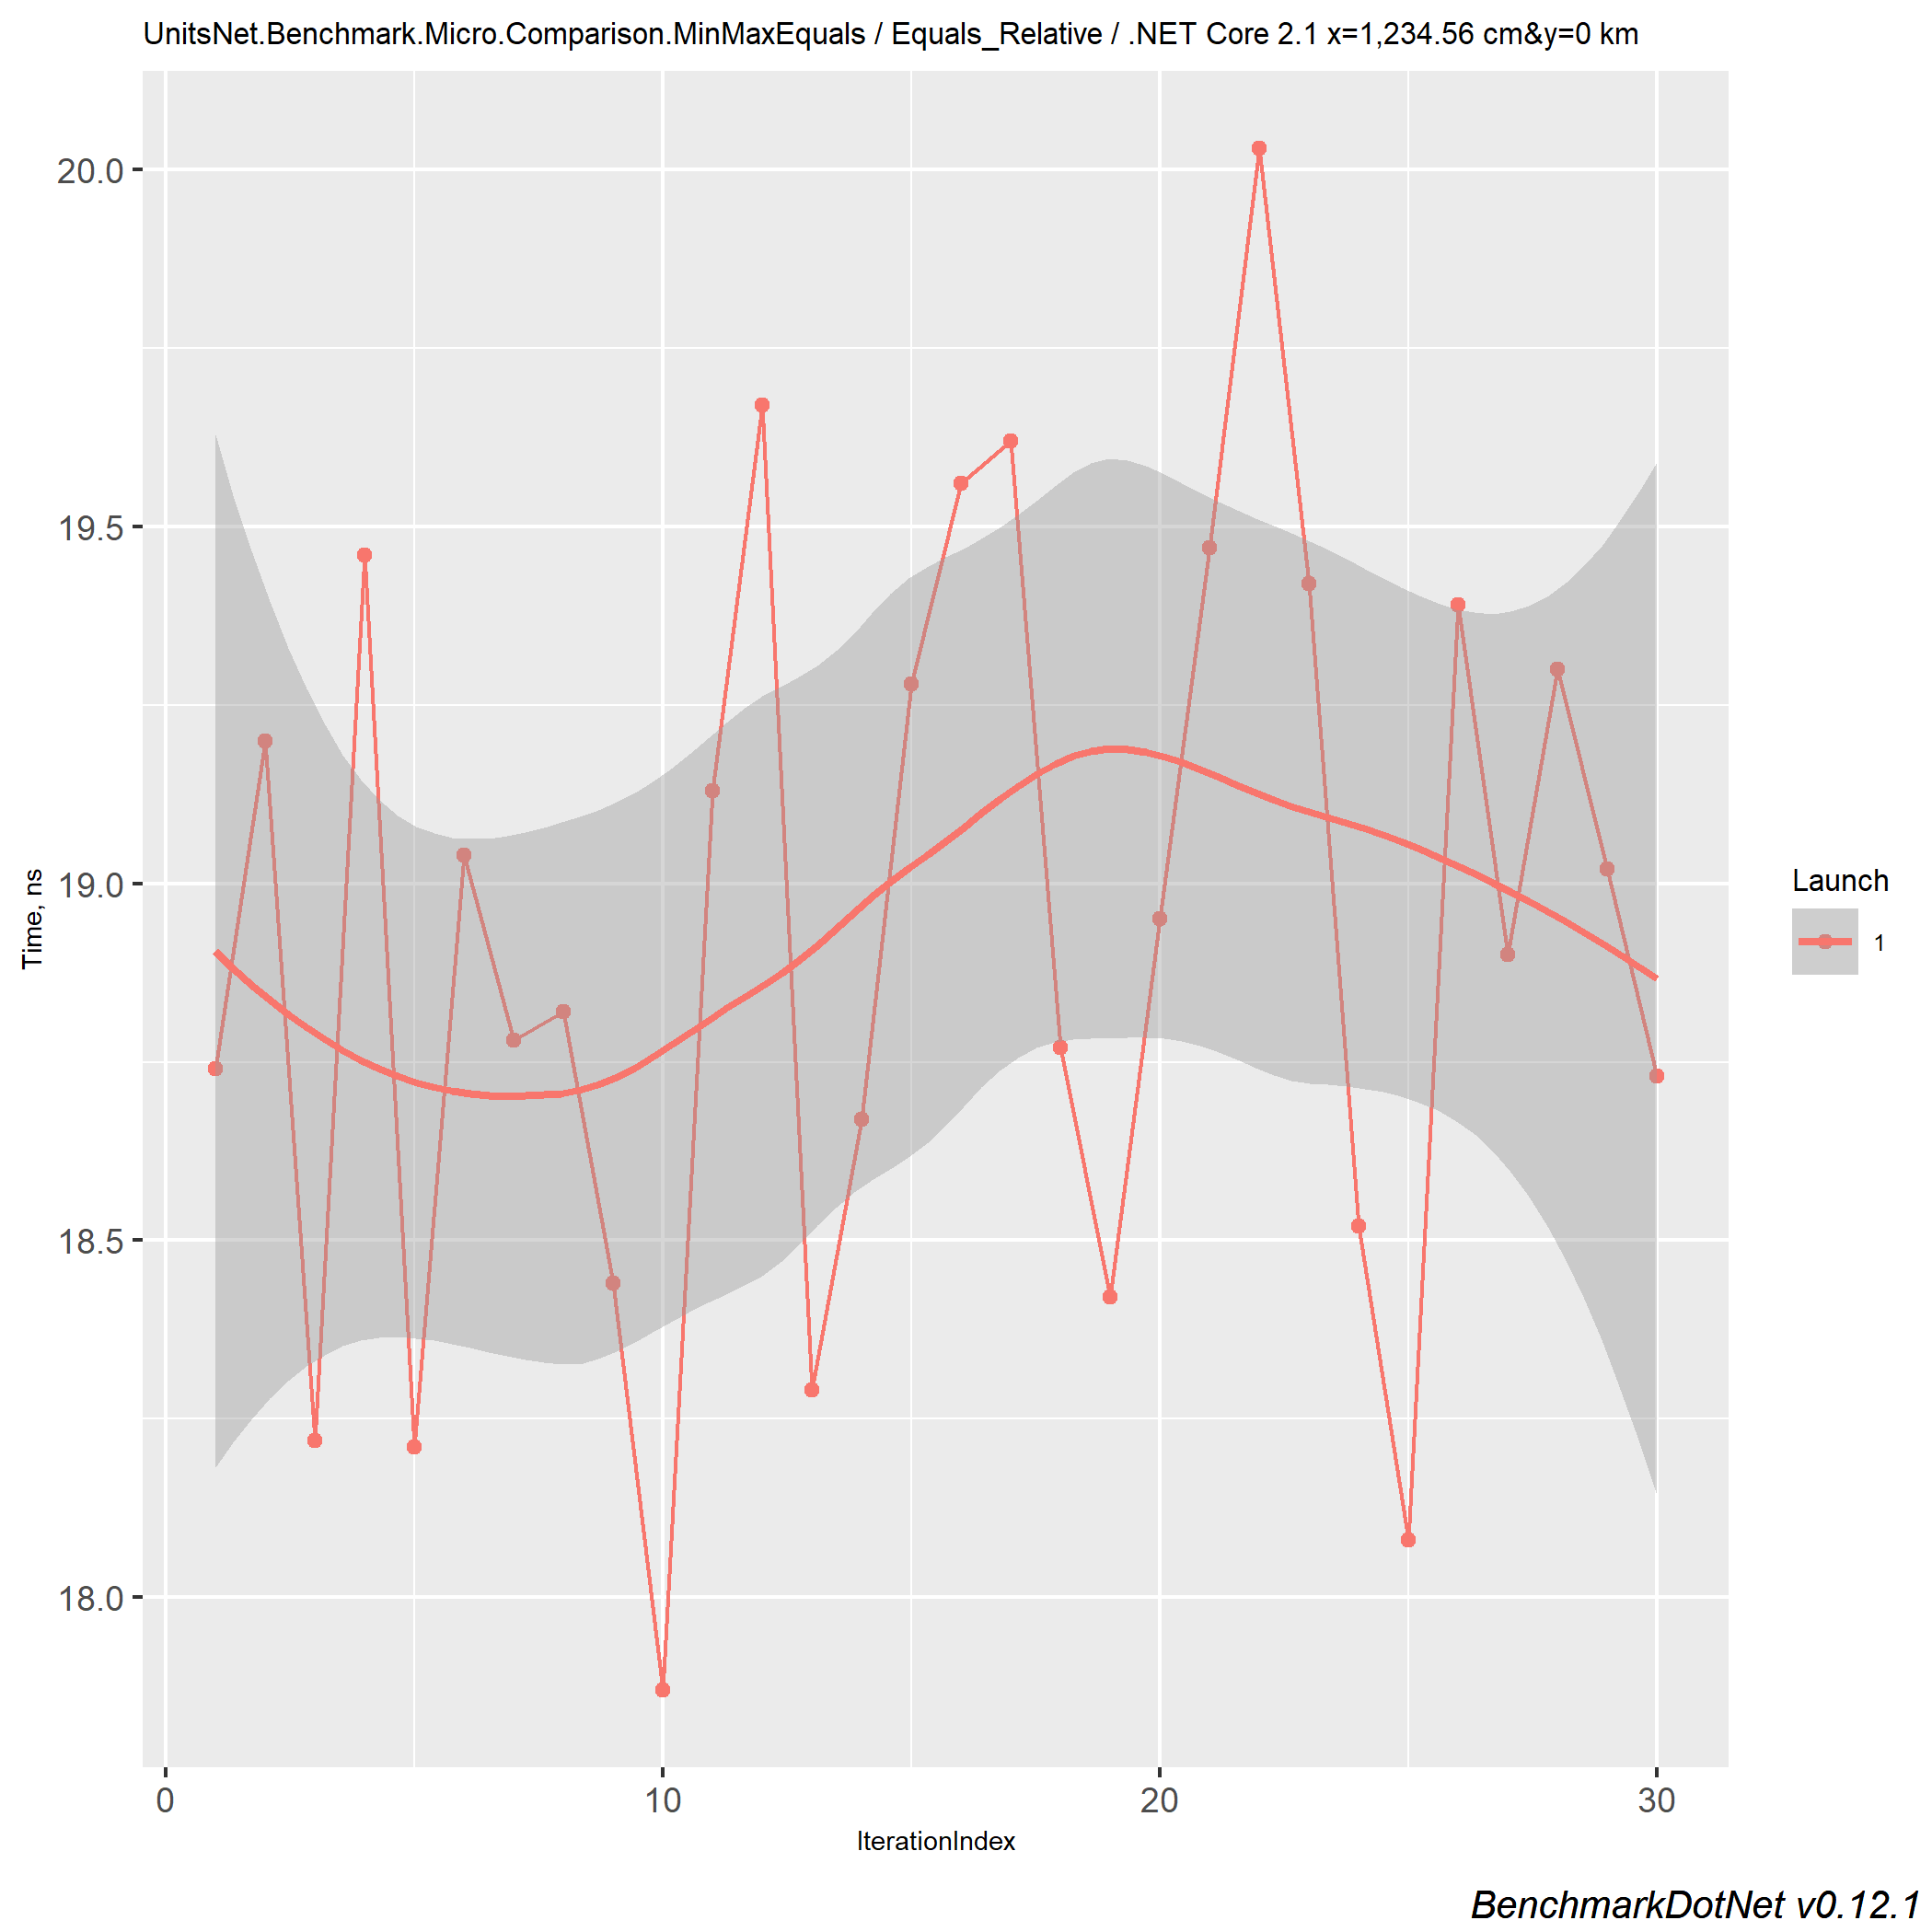 UnitsNet.Benchmark.Micro.Comparison.MinMaxEquals / Equals_Relative / .NET Core 2.1 x=1,234.56 cm&y=0 km
20.0
19.5
19.0
18.5
18.0
Time, ns
0 10 20 30
IterationIndex
Launch
1
BenchmarkDotNet v0.12.1